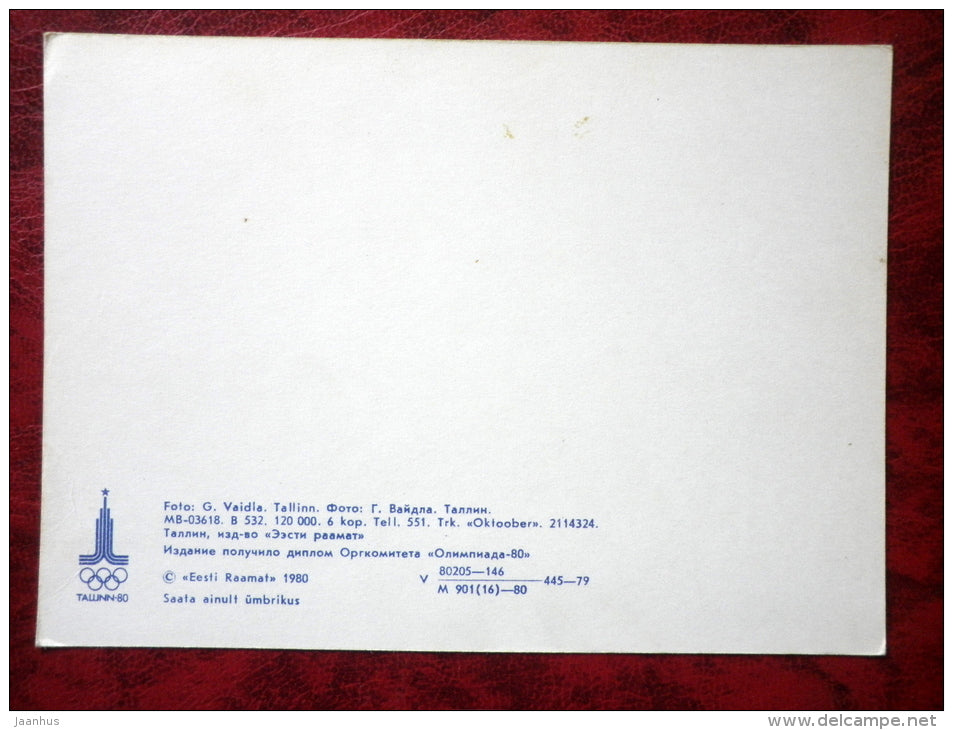 Foto: G. Vaidla. Tallinn. Фото: Г. Вайдла. Таллин.
МВ-03618. В 532. 120 000. 6 kop. Tell. 551. Trk. «Oktoober». 2114324.
Таллин, изд-во «Ээсти раамат»
Издание получило диплом Оргкомитета «Олимпиада-80»
© «Eesti Raamat» 1980
V 80205—146 445—79
М 901(16)—80
Saata ainult ümbrikus
TALLINN·80
jaanhus
www.delcampe.net